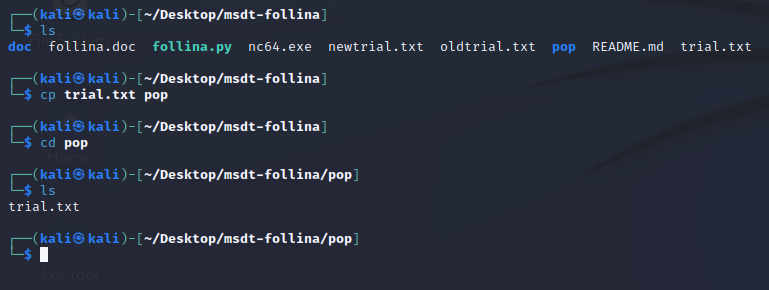 ┌──(kali㉿kali)-[~/Desktop/msdt-follina]
└─$ ls
doc follina.doc follina.py nc64.exe newtrial.txt oldtrial.txt pop README.md trial.txt
┌──(kali㉿kali)-[~/Desktop/msdt-follina]
└─$ cp trial.txt pop
┌──(kali㉿kali)-[~/Desktop/msdt-follina]
└─$ cd pop
Home
┌──(kali㉿kali)-[~/Desktop/msdt-follina/pop]
└─$ ls
trial.txt
┌──(kali㉿kali)-[~/Desktop/msdt-follina/pop]
└─$
Lex tool